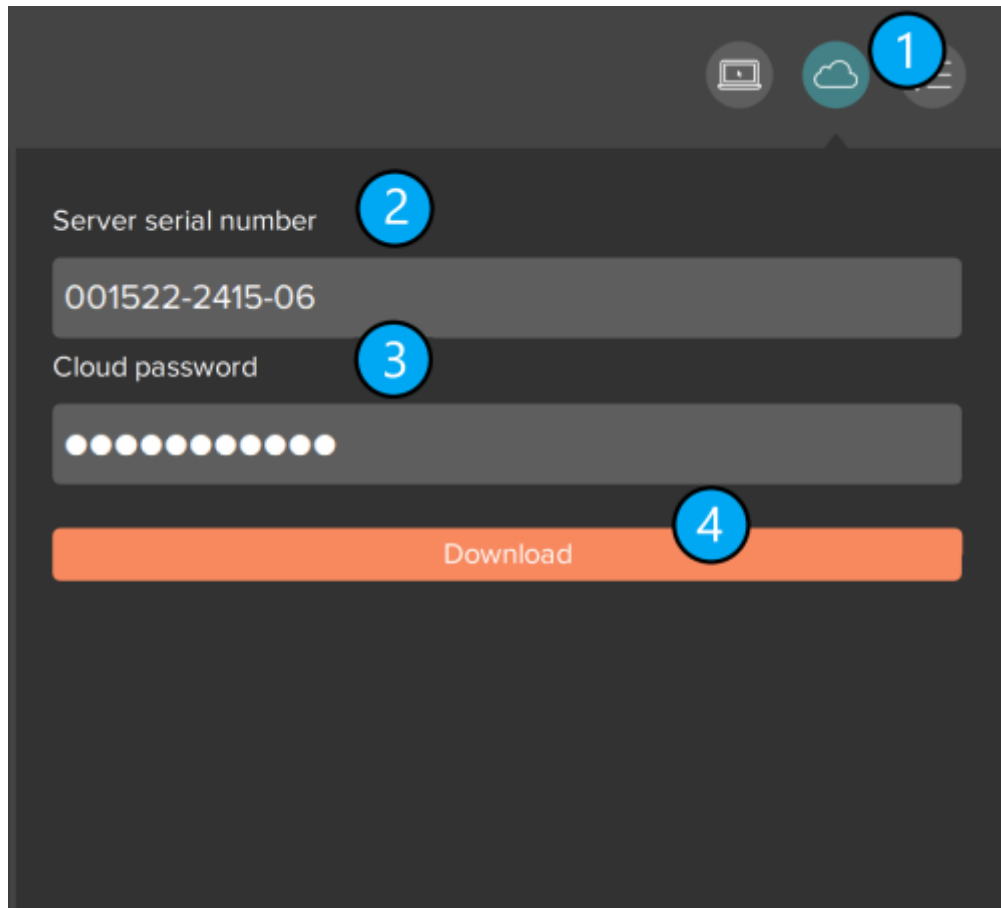 1
Server serial number 2
001522-2415-06
Cloud password 3
●●●●●●●●●●●
Download 4